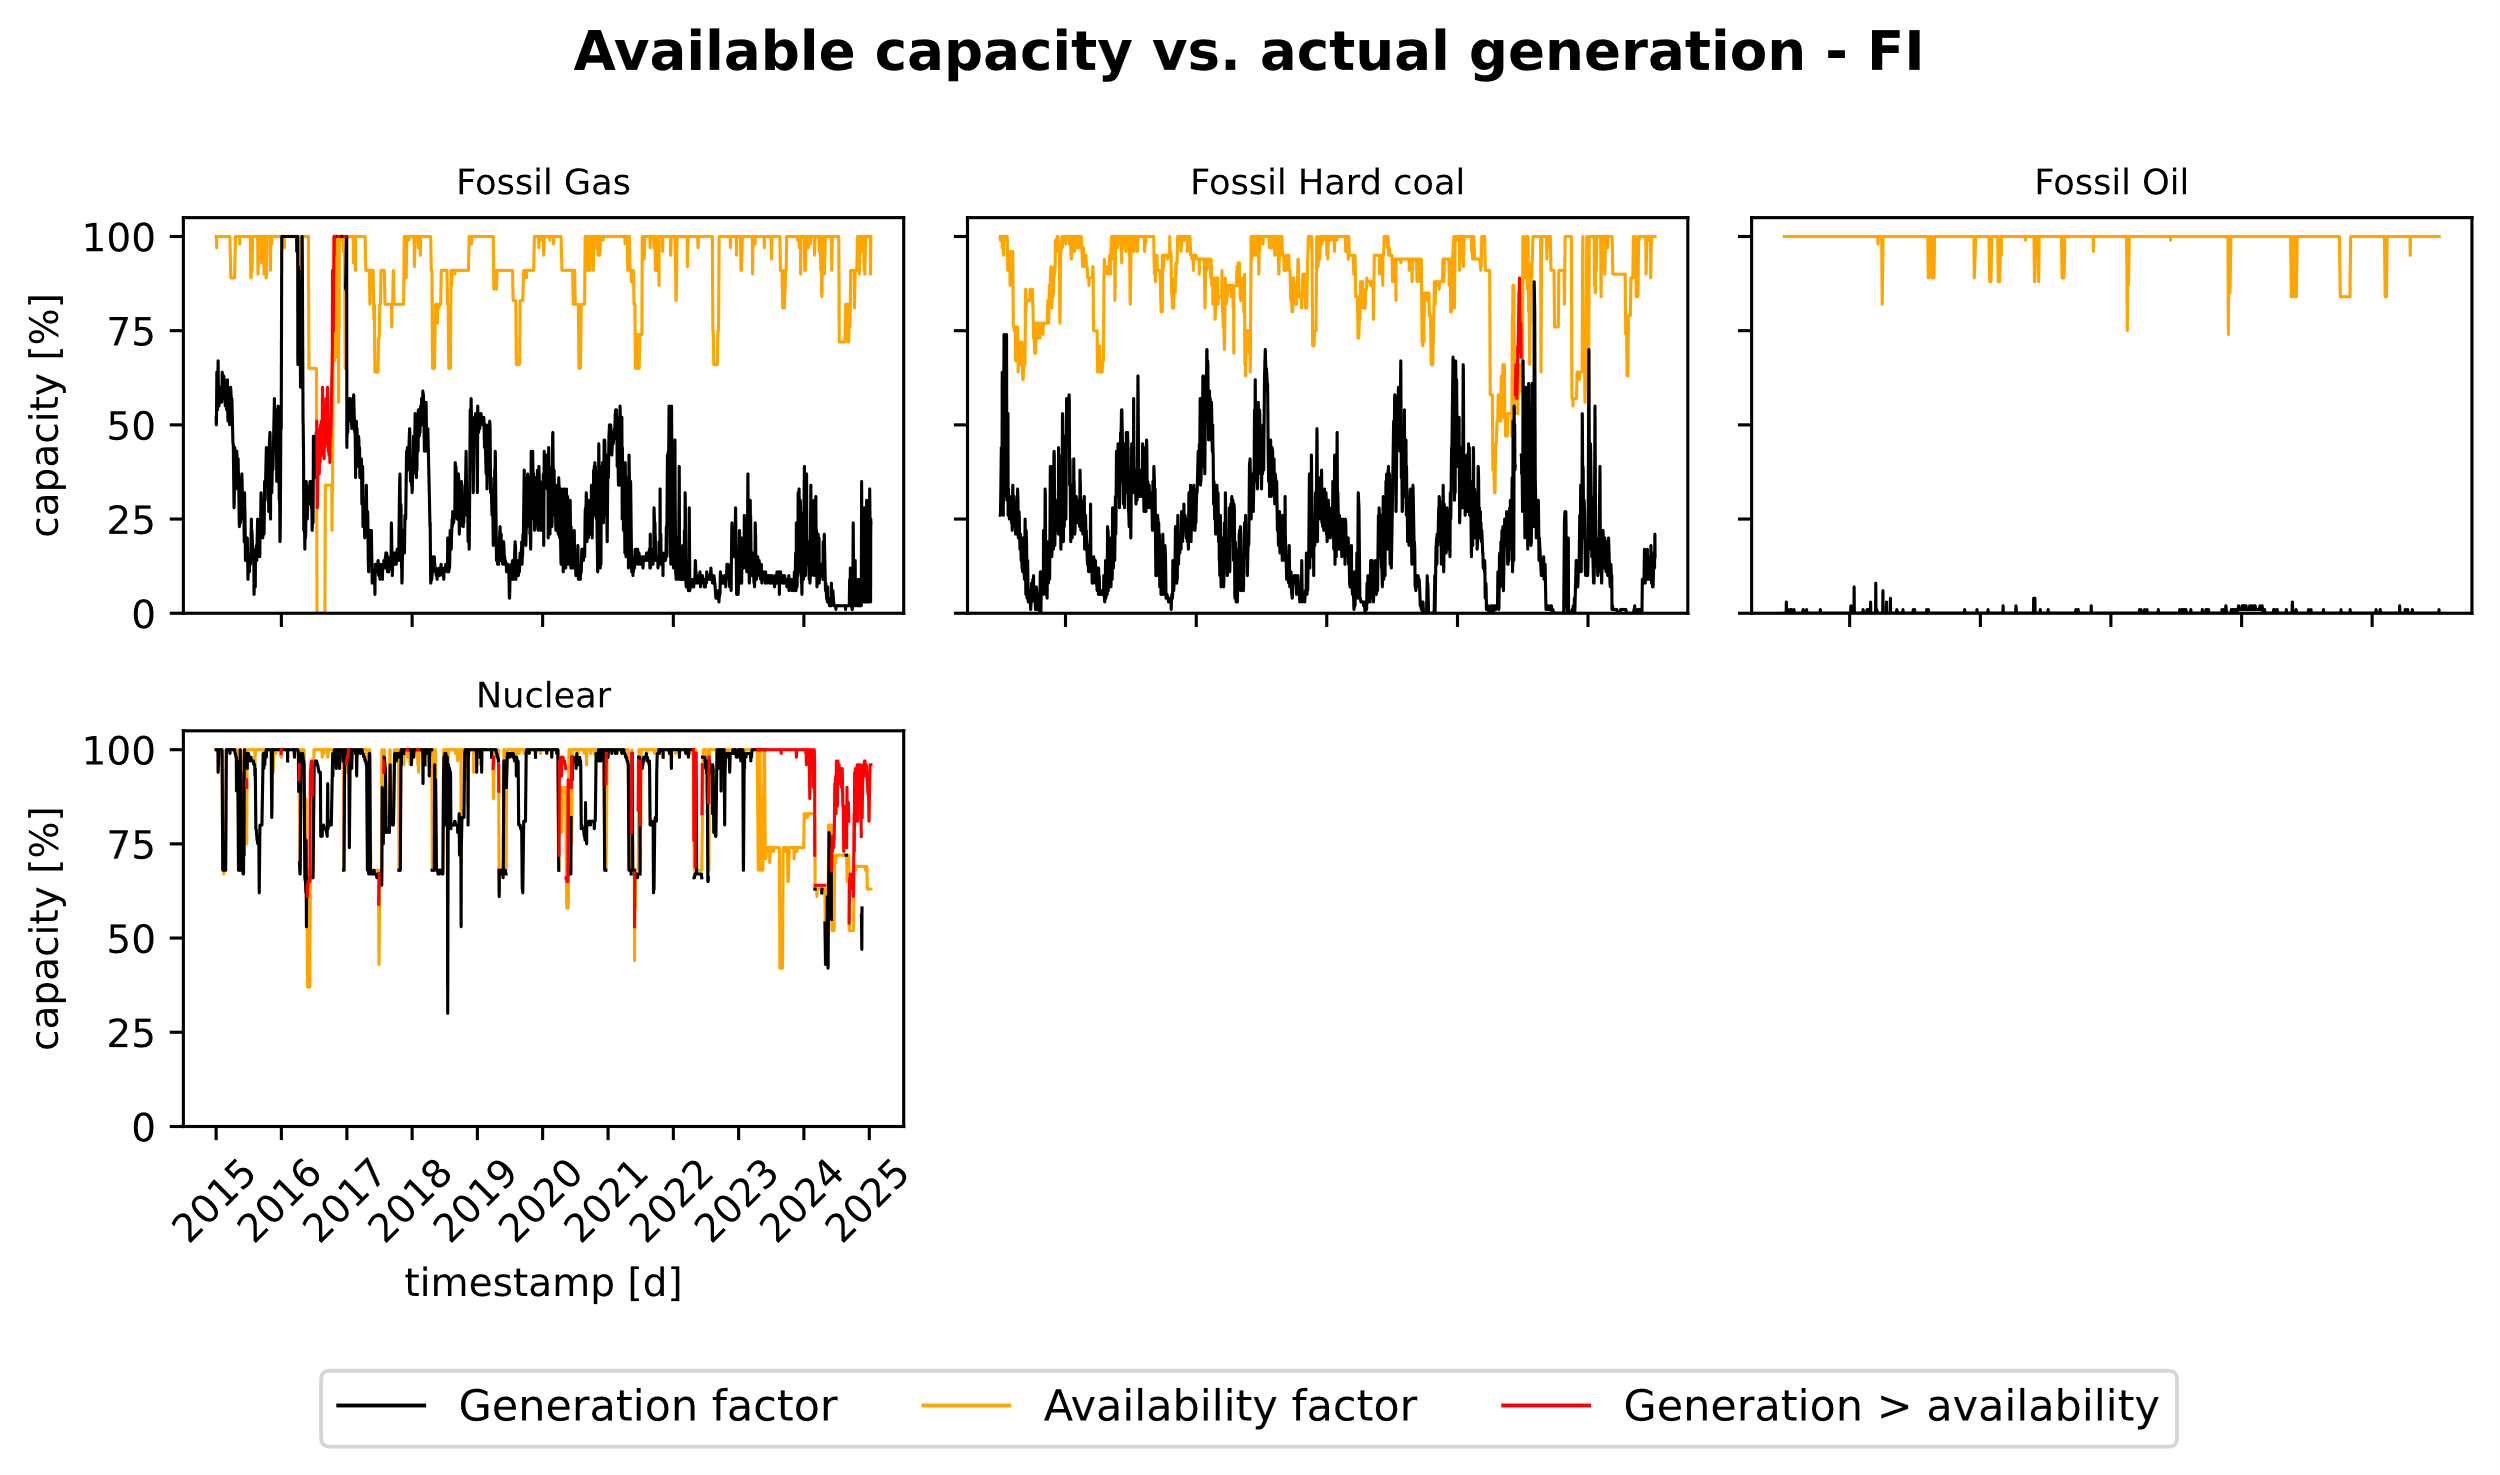 Available capacity vs. actual generation - FI
Fossil Gas
Fossil Hard coal
Fossil Oil
capacity [%]
100
75
50
25
0
Nuclear
capacity [%]
100
75
50
25
0
2015
2016
2017
2018
2019
2020
2021
2022
2023
2024
2025
timestamp [d]
Generation factor
Availability factor
Generation > availability